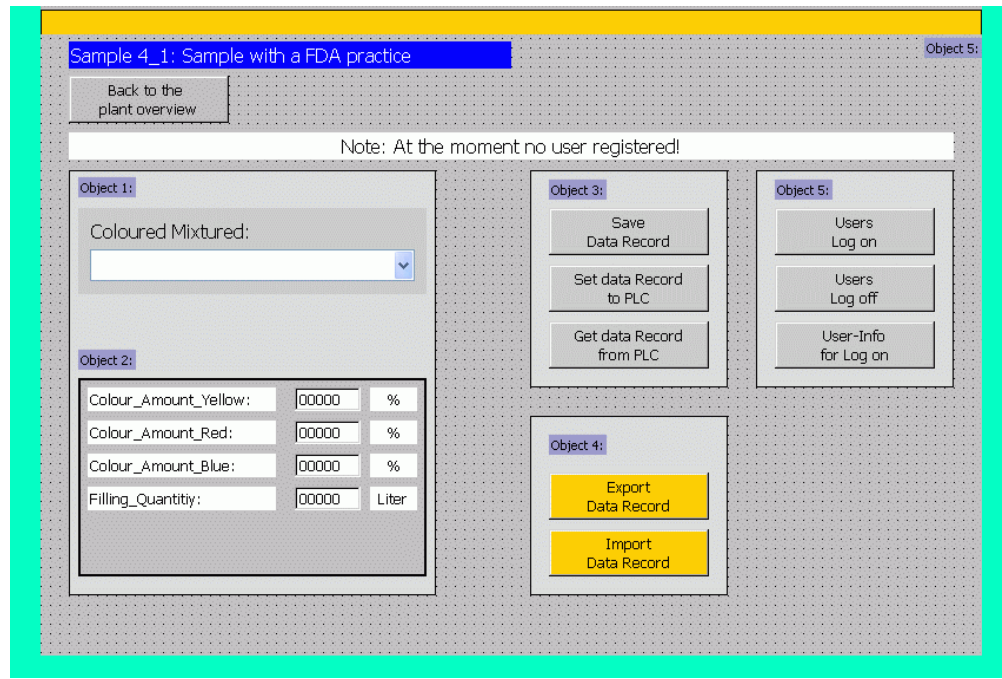 Sample 4_1: Sample with a FDA practice
Object 5:
Back to the
plant overview
Note: At the moment no user registered!
Object 1:
Coloured Mixtured:
Object 2:
Colour_Amount_Yellow: 00000 %
Colour_Amount_Red: 00000 %
Colour_Amount_Blue: 00000 %
Filling_Quantitiy: 00000 Liter
Object 3:
Save
Data Record
Set data Record
to PLC
Get data Record
from PLC
Object 4:
Export
Data Record
Import
Data Record
Object 5:
Users
Log on
Users
Log off
User-Info
for Log on